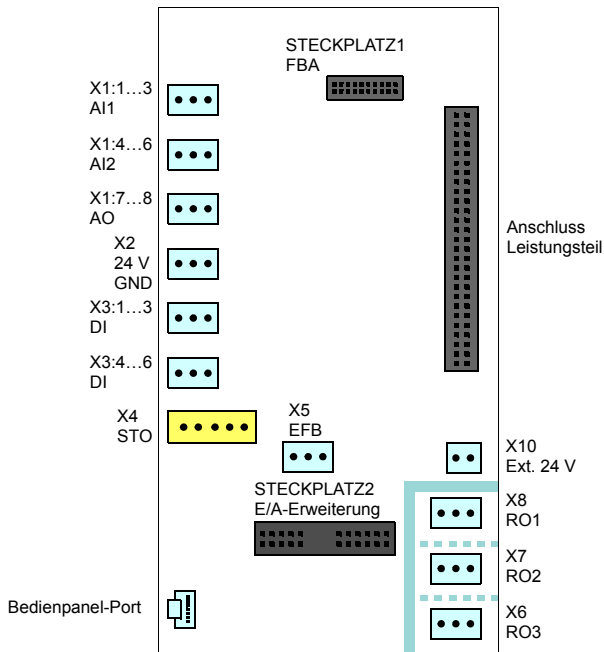 STECKPLATZ1
FBA
X1:1…3
AI1
X1:4…6
AI2
X1:7…8
AO
X2
24 V
GND
X3:1…3
DI
X3:4…6
DI
X4
STO
X5
EFB
STECKPLATZ2
E/A-Erweiterung
Bedienpanel-Port
Anschluss
Leistungsteil
X10
Ext. 24 V
X8
RO1
X7
RO2
X6
RO3